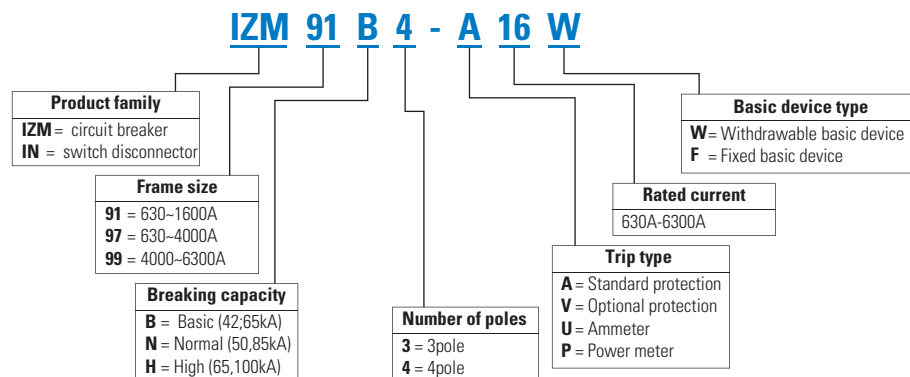 IZM 91 B 4 - A 16 W
Product family
IZM = circuit breaker
IN = switch disconnector
Frame size
91 = 630~1600A
97 = 630~4000A
99 = 4000~6300A
Breaking capacity
B = Basic (42;65kA)
N = Normal (50,85kA)
H = High (65,100kA)
Number of poles
3 = 3pole
4 = 4pole
Trip type
A = Standard protection
V = Optional protection
U = Ammeter
P = Power meter
Rated current
630A-6300A
Basic device type
W = Withdrawable basic device
F = Fixed basic device